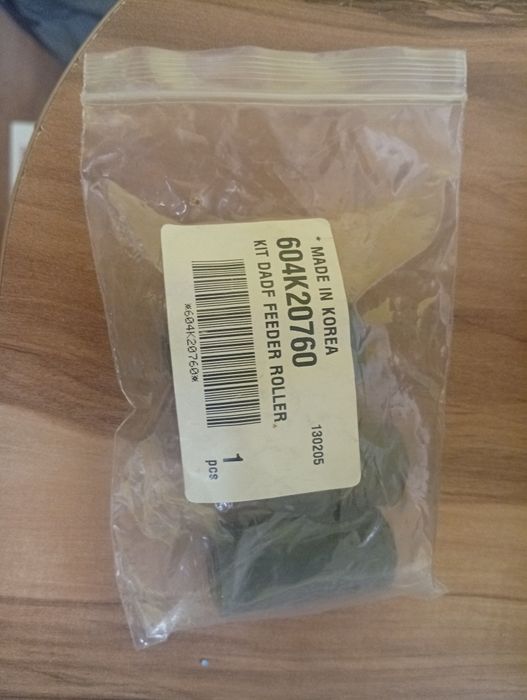 * MADE IN KOREA
604K20760
KIT DADF FEEDER ROLLER
*604K20760*
130205
1
pcs